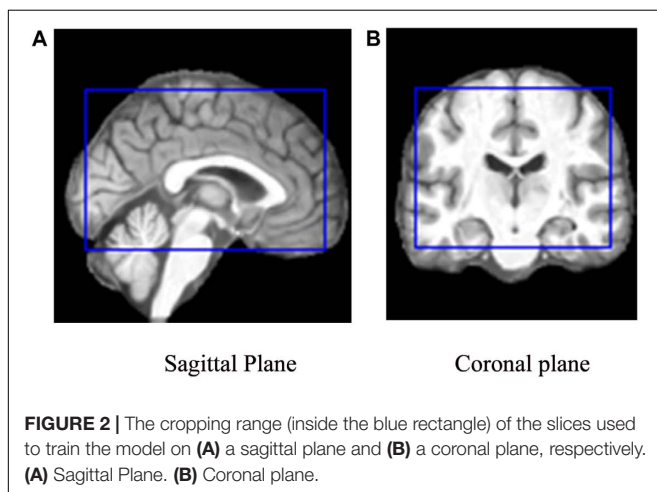 A
B
Sagittal Plane
Coronal plane
FIGURE 2 | The cropping range (inside the blue rectangle) of the slices used
to train the model on (A) a sagittal plane and (B) a coronal plane, respectively.
(A) Sagittal Plane. (B) Coronal plane.